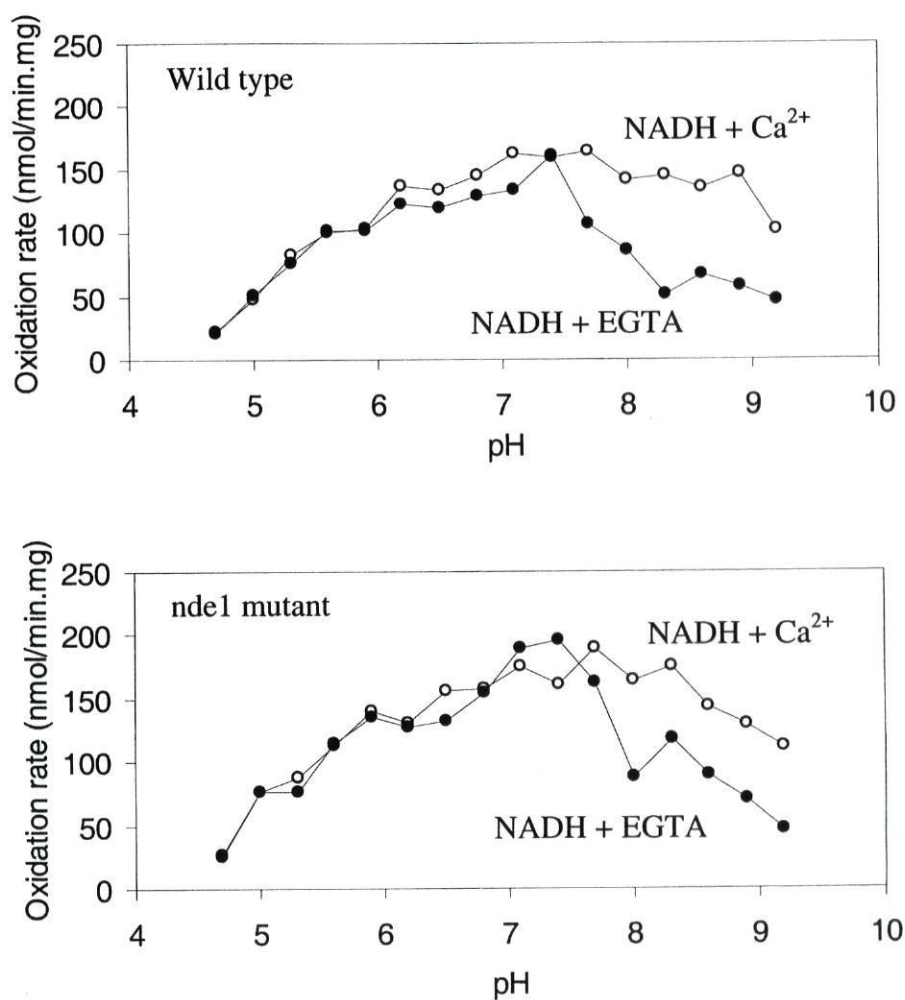 250
200
150
100
50
0
Oxidation rate (nmol/min.mg)
Wild type
NADH + Ca²⁺
NADH + EGTA
4 5 6 7 8 9 10
pH
250
200
150
100
50
0
Oxidation rate (nmol/min.mg)
nde1 mutant
NADH + Ca²⁺
NADH + EGTA
4 5 6 7 8 9 10
pH